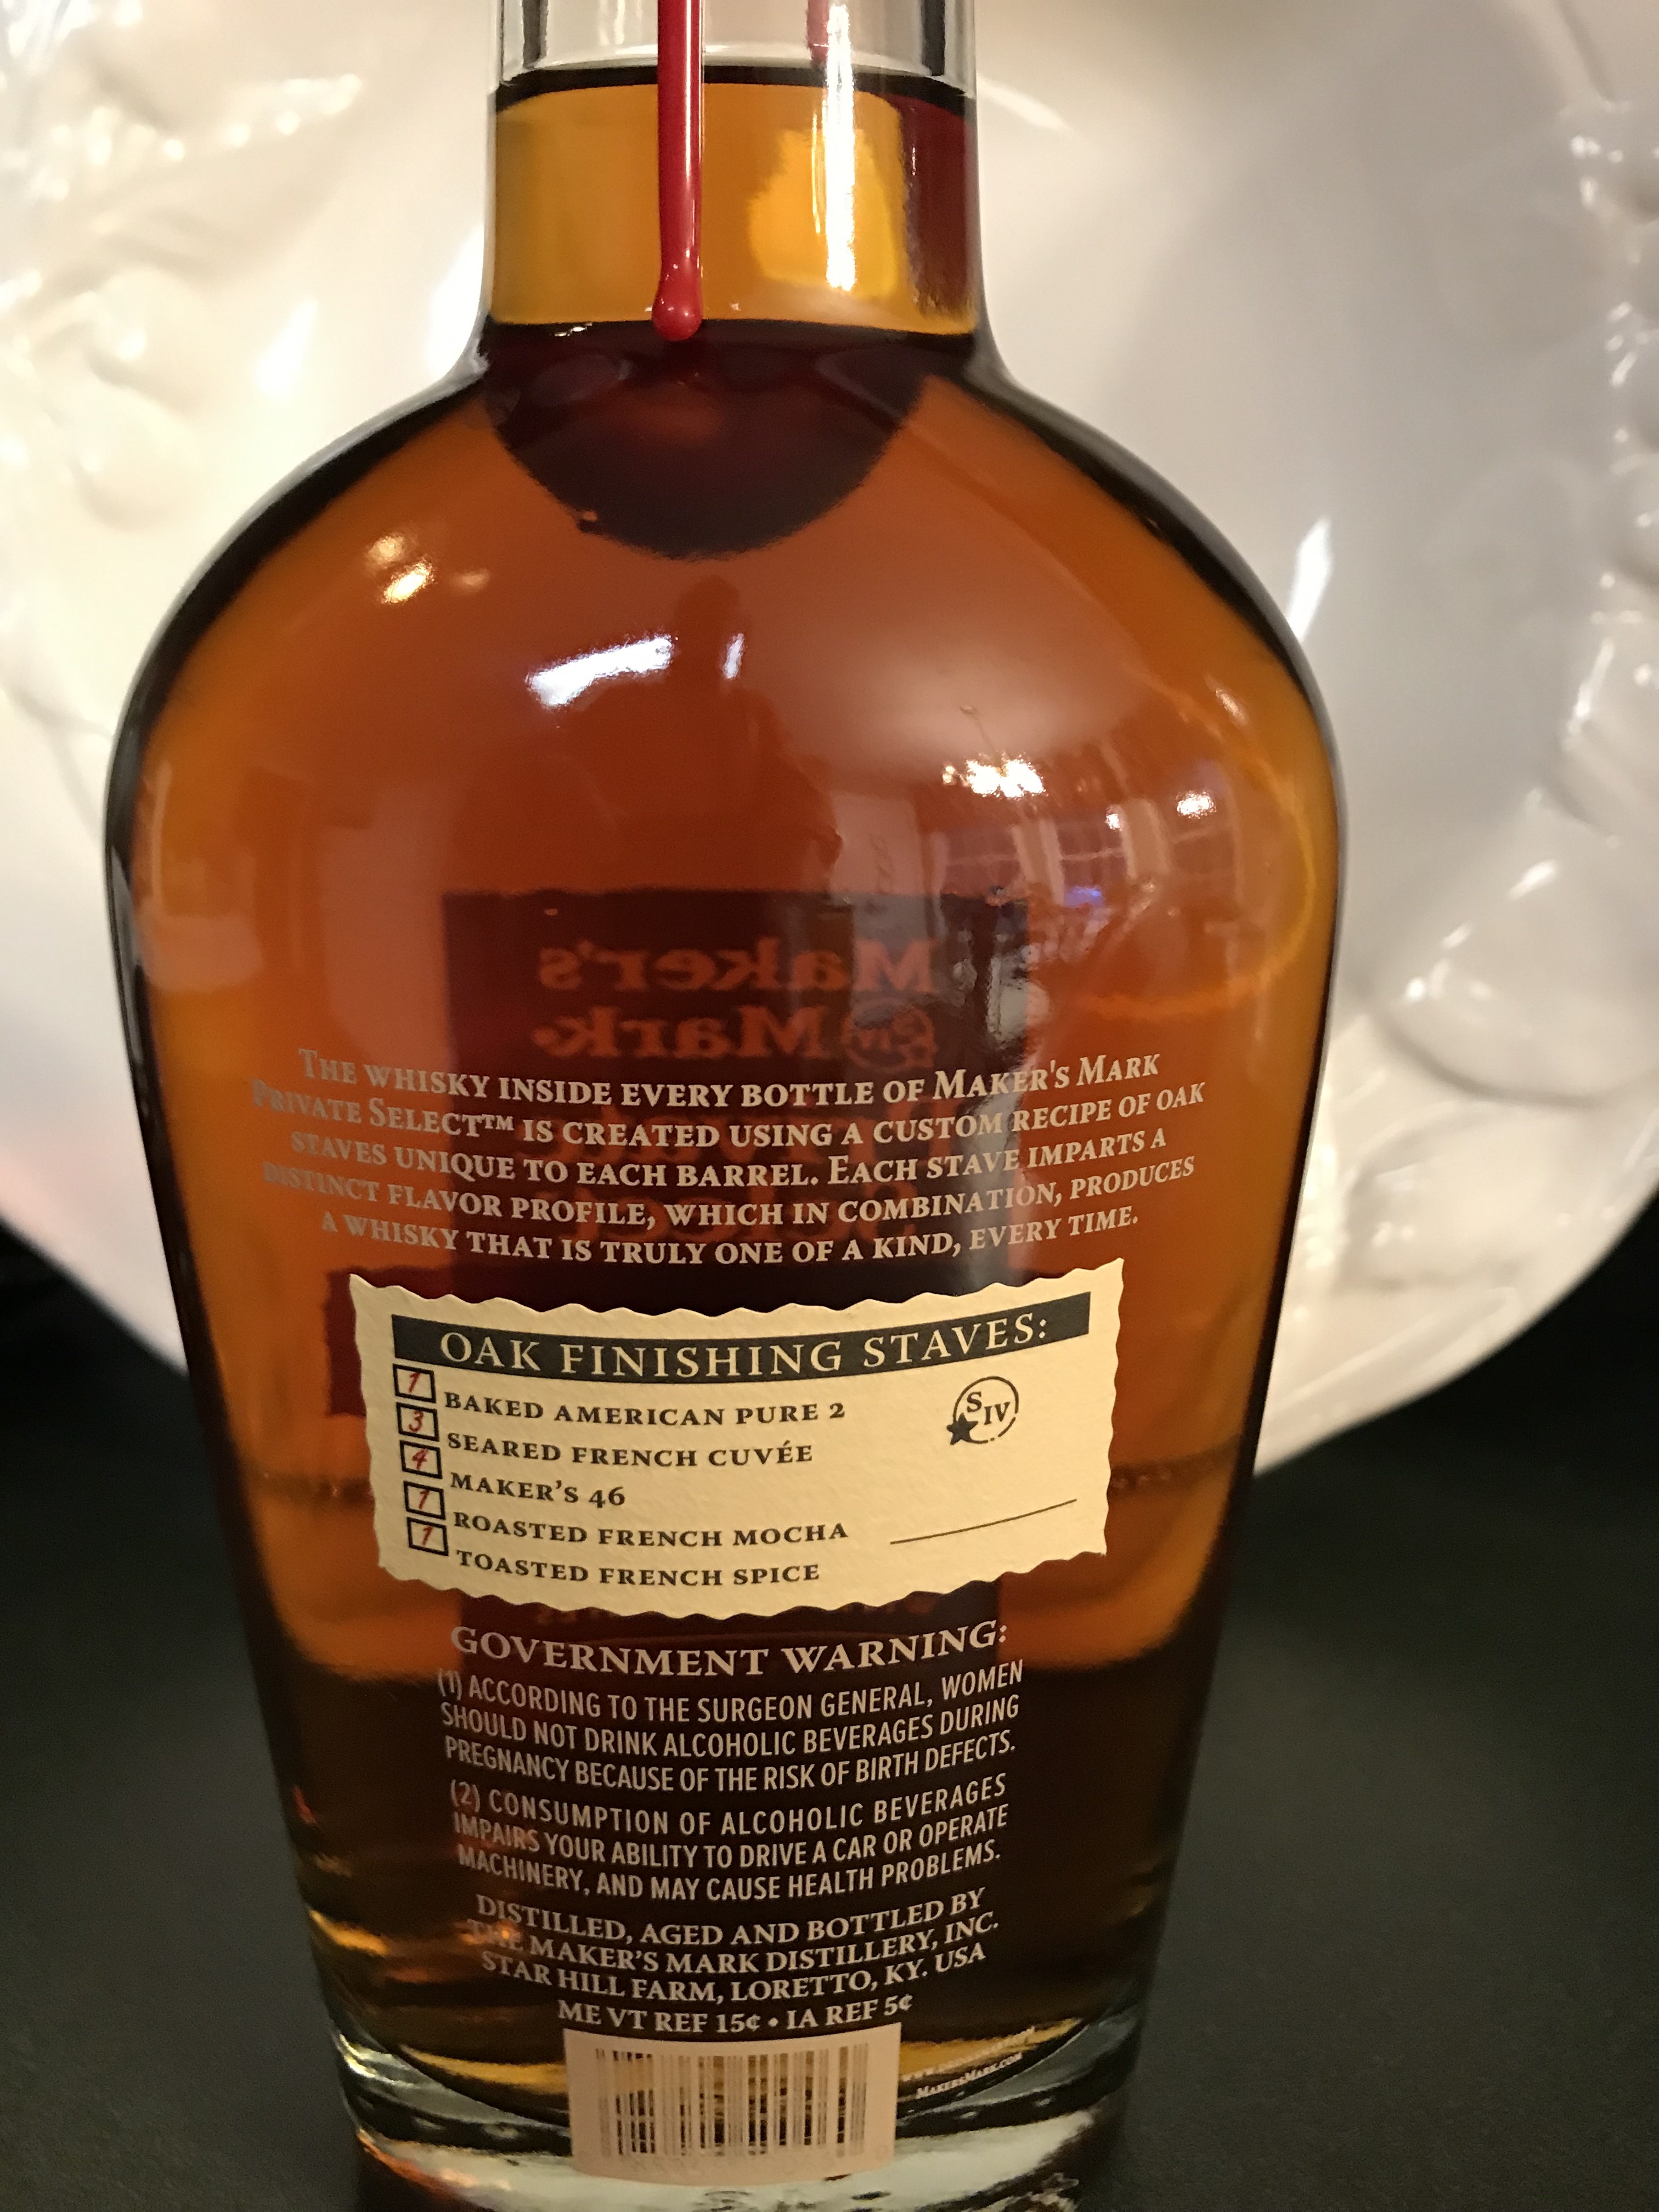 Maker's
Mark.
THE WHISKY INSIDE EVERY BOTTLE OF MAKER'S MARK
PRIVATE SELECT™ IS CREATED USING A CUSTOM RECIPE OF OAK
STAVES UNIQUE TO EACH BARREL. EACH STAVE IMPARTS A
DISTINCT FLAVOR PROFILE, WHICH IN COMBINATION, PRODUCES
A WHISKY THAT IS TRULY ONE OF A KIND, EVERY TIME.
OAK FINISHING STAVES:
1 BAKED AMERICAN PURE 2
3 SEARED FRENCH CUVÉE
4 MAKER'S 46
1 ROASTED FRENCH MOCHA
1 TOASTED FRENCH SPICE
S IV
GOVERNMENT WARNING:
(1) ACCORDING TO THE SURGEON GENERAL, WOMEN
SHOULD NOT DRINK ALCOHOLIC BEVERAGES DURING
PREGNANCY BECAUSE OF THE RISK OF BIRTH DEFECTS.
(2) CONSUMPTION OF ALCOHOLIC BEVERAGES
IMPAIRS YOUR ABILITY TO DRIVE A CAR OR OPERATE
MACHINERY, AND MAY CAUSE HEALTH PROBLEMS.
DISTILLED, AGED AND BOTTLED BY
THE MAKER'S MARK DISTILLERY, INC.
STAR HILL FARM, LORETTO, KY. USA
ME VT REF 15¢ • IA REF 5¢
MAKERSMARK.COM